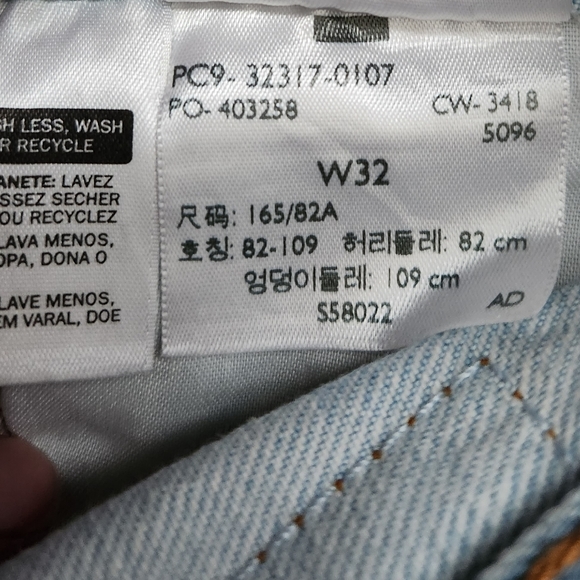 SH LESS, WASH
R RECYCLE
ANETE: LAVEZ
SSEZ SECHER
OU RECYCLEZ
LAVA MENOS,
OPA, DONA O
LAVE MENOS,
EM VARAL, DOE
PC9- 32317-0107
PO- 403258
CW- 3418
5096
W32
尺码: 165/82A
호칭: 82-109 허리둘레: 82 cm
엉덩이둘레: 109 cm
S58022
AD